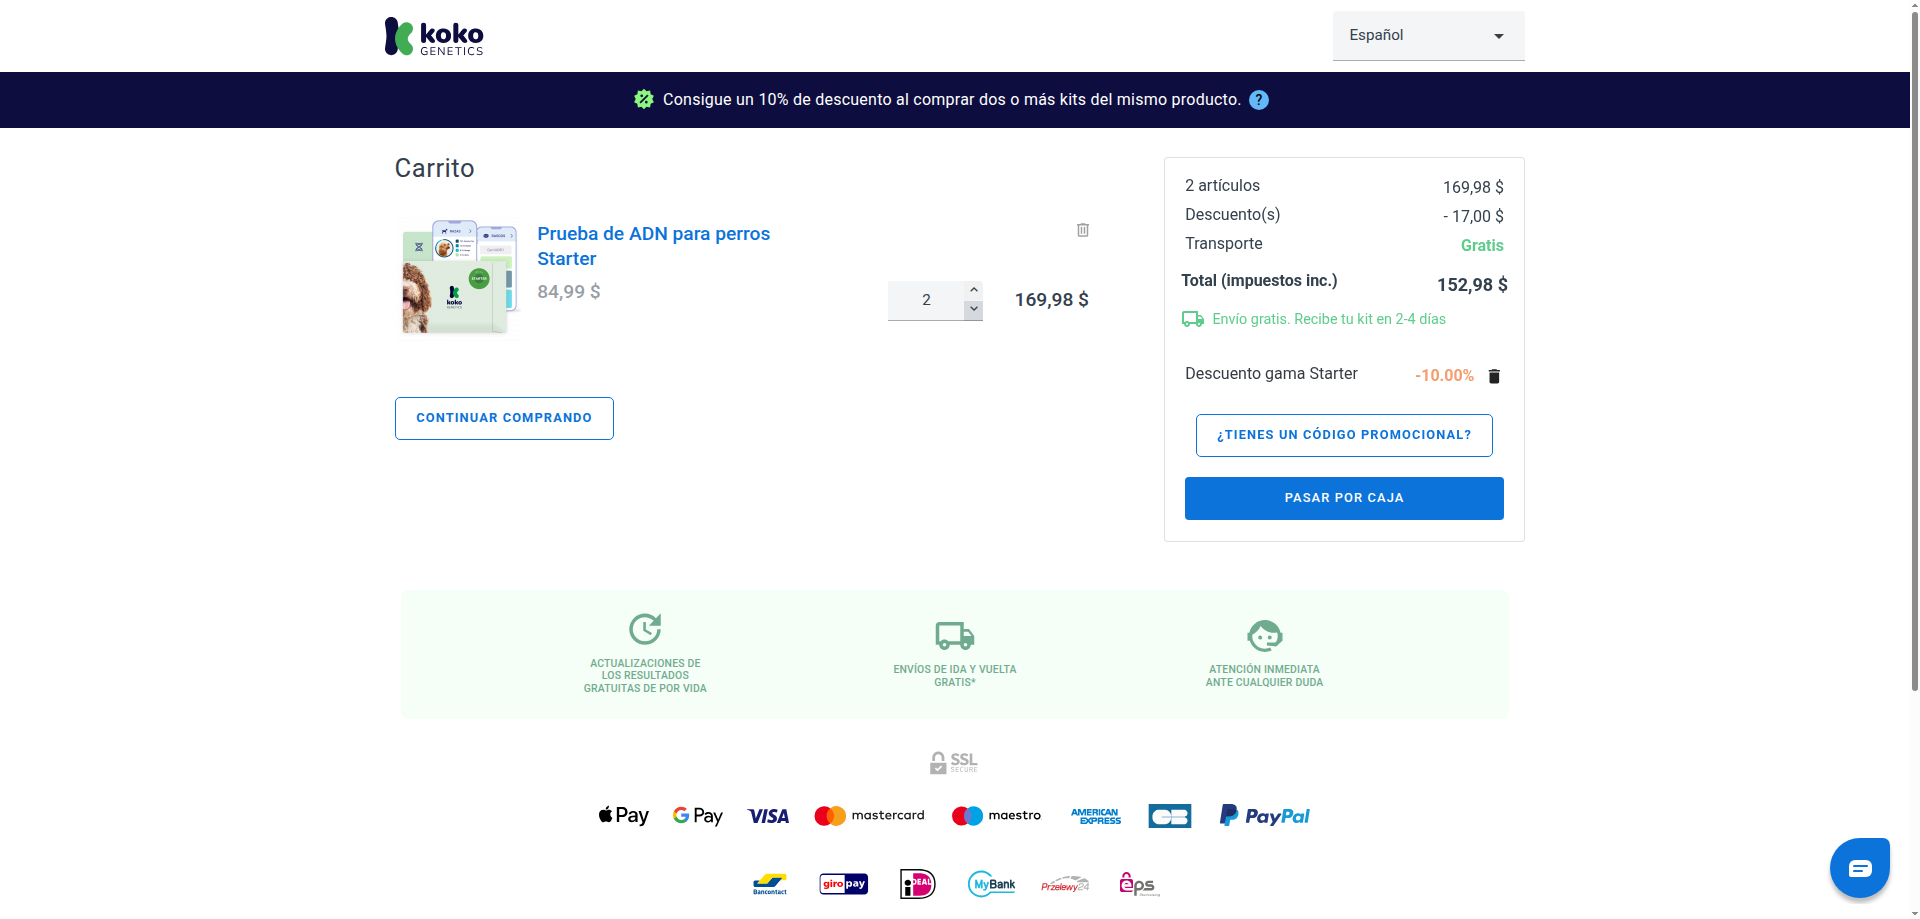 koko
GENETICS
Español
Consigue un 10% de descuento al comprar dos o más kits del mismo producto. ?
Carrito
Prueba de ADN para perros
Starter
84,99 $
2
169,98 $
CONTINUAR COMPRANDO
2 artículos 169,98 $
Descuento(s) - 17,00 $
Transporte Gratis
Total (impuestos inc.) 152,98 $
Envío gratis. Recibe tu kit en 2-4 días
Descuento gama Starter -10.00%
¿TIENES UN CÓDIGO PROMOCIONAL?
PASAR POR CAJA
ACTUALIZACIONES DE
LOS RESULTADOS
GRATUITAS DE POR VIDA
ENVÍOS DE IDA Y VUELTA
GRATIS*
ATENCIÓN INMEDIATA
ANTE CUALQUIER DUDA
SSL
SECURE
Pay G Pay VISA mastercard maestro AMERICAN EXPRESS CB PayPal
Bancontact giro pay iDEAL MyBank Przelewy24 eps